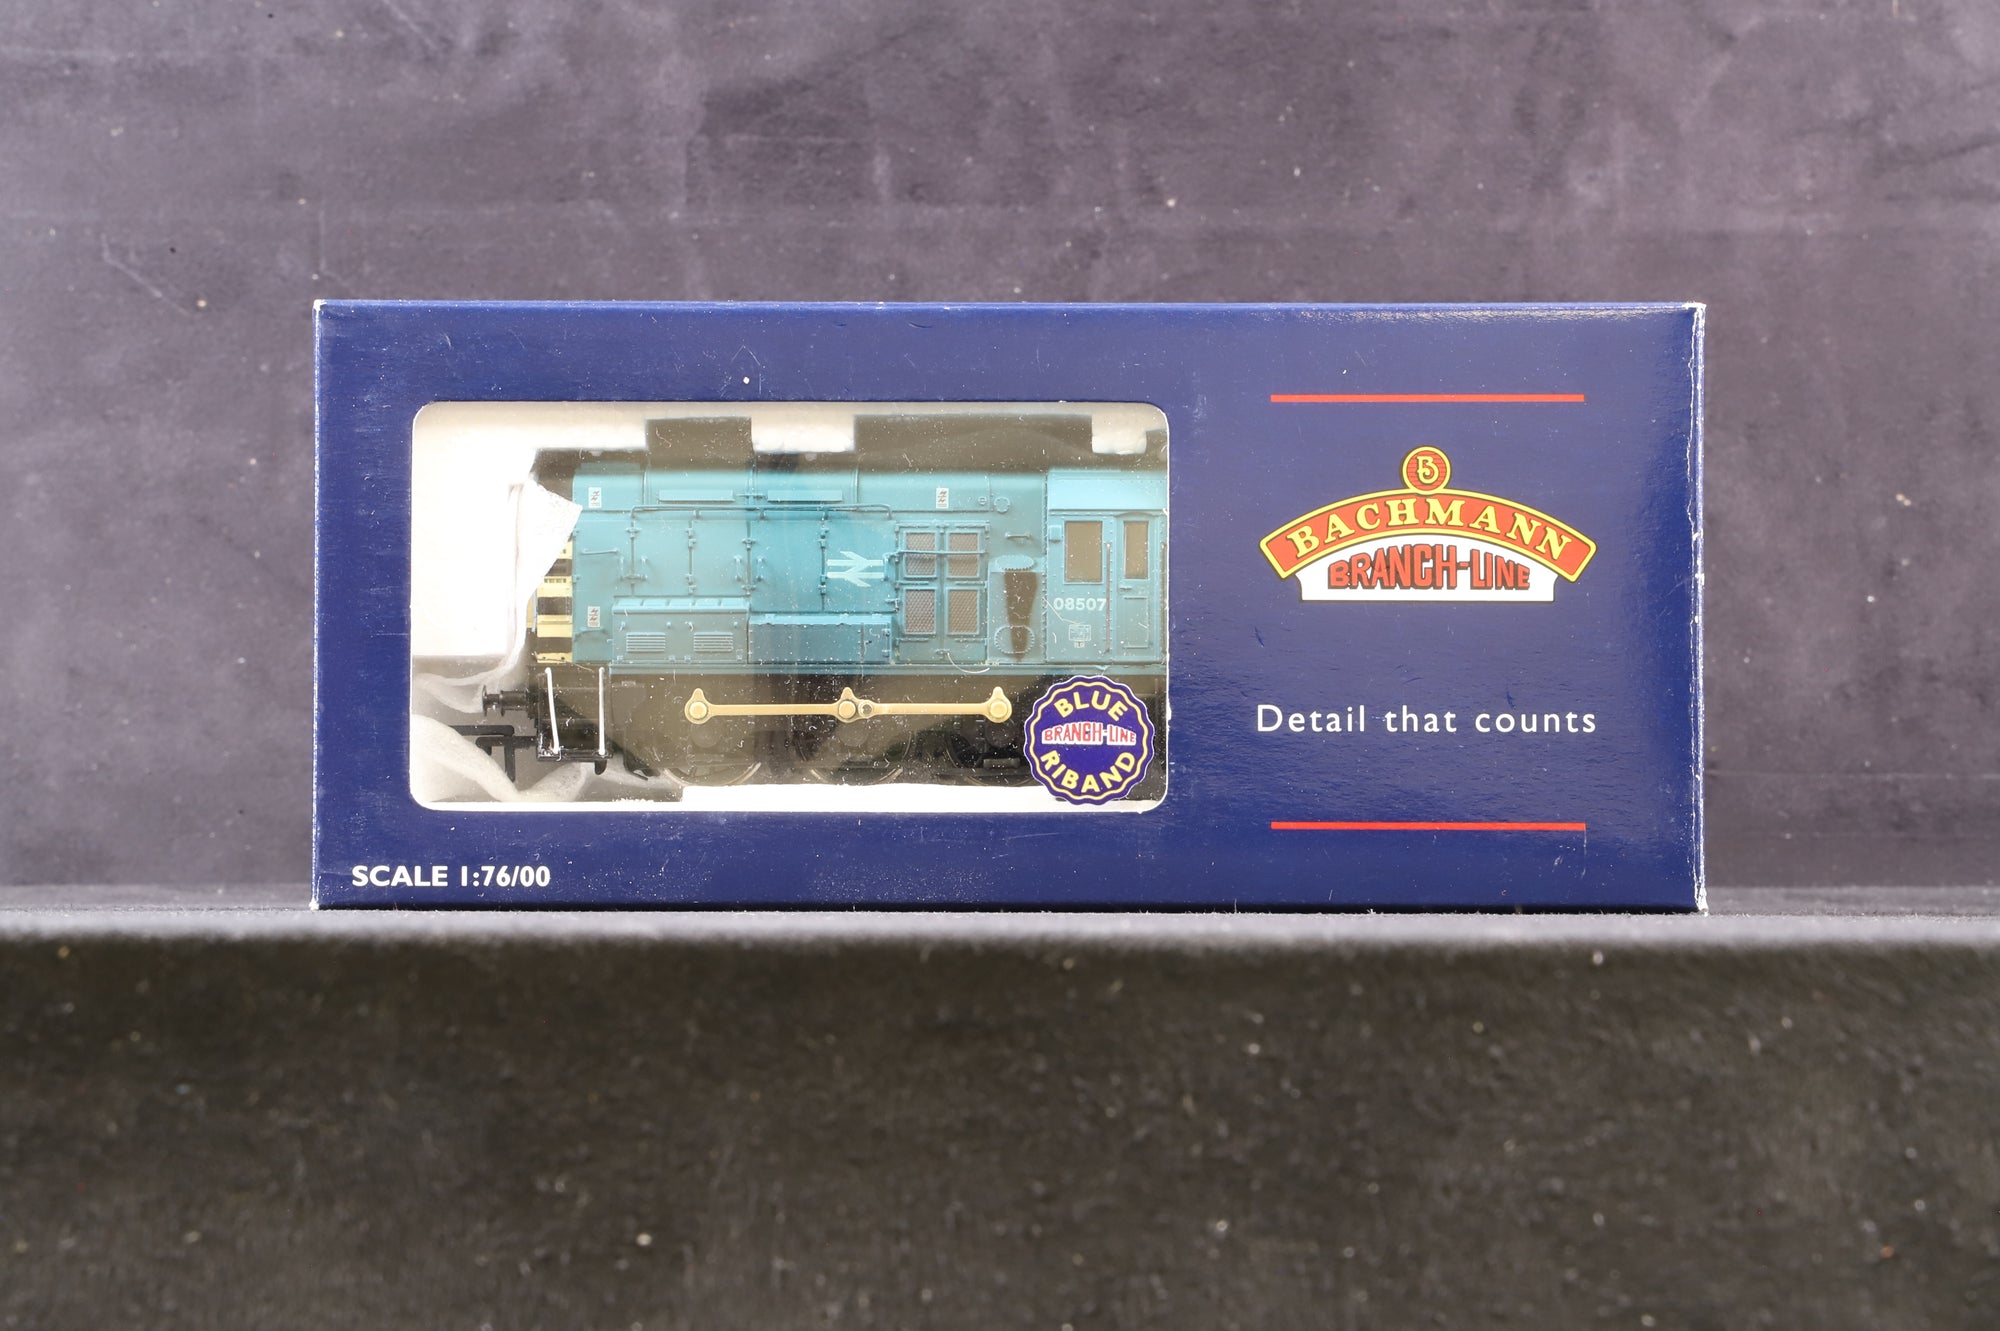 08507
BLUE
BRANCH-LINE
RIBAND
B
BACHMANN
BRANCH-LINE
Detail that counts
SCALE 1:76/00